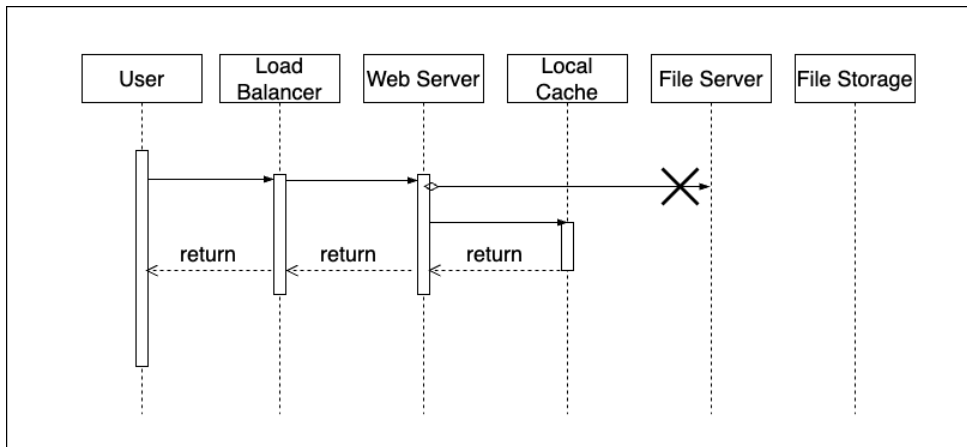 User
Load
Balancer
Web Server
Local
Cache
File Server
File Storage
return
return
return